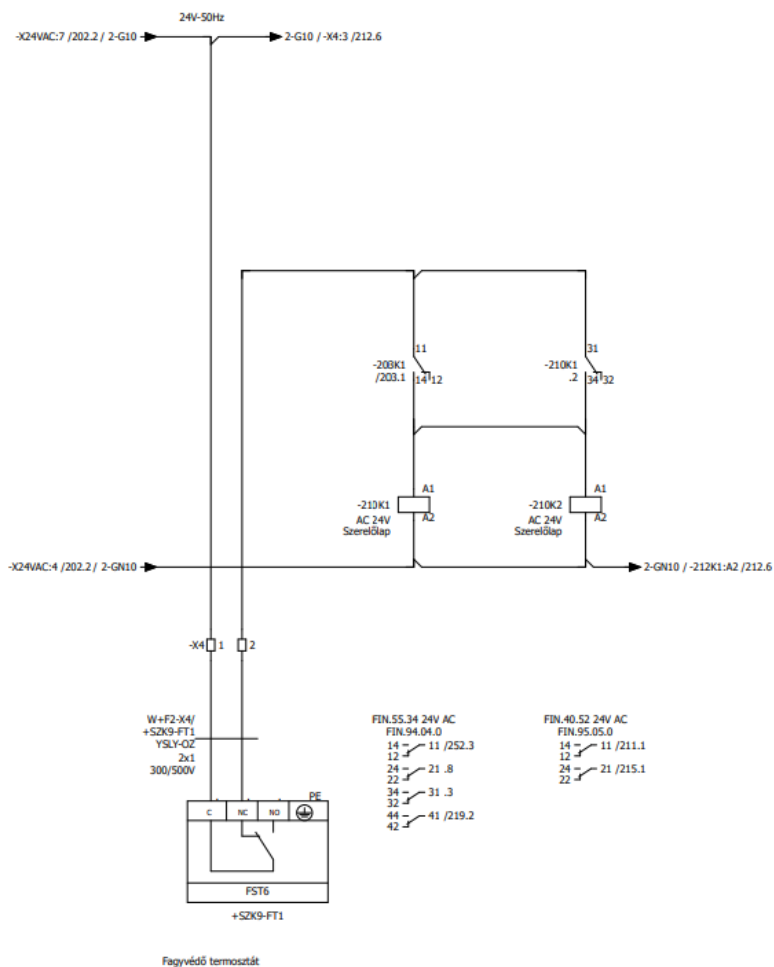 24V-50Hz
-X24VAC:7 /202.2 / 2-G10
2-G10 / -X4:3 /212.6
11
-203K1
/203.1
14 12
31
-210K1
.2
34 32
A1
-210K1
A2
AC 24V
Szerelőlap
A1
-210K2
A2
AC 24V
Szerelőlap
-X24VAC:4 /202.2 / 2-GN10
2-GN10 / -212K1:A2 /212.6
-X4 1 2
W+F2-X4/
+SZK9-FT1
YSLY-OZ
2x1
300/500V
FIN.55.34 24V AC
FIN.94.04.0
14 11 /252.3
12
24 21 .8
22
34 31 .3
32
44 41 /219.2
42
FIN.40.52 24V AC
FIN.95.05.0
14 11 /211.1
12
24 21 /215.1
22
PE
C NC NO
FST6
+SZK9-FT1
Fagyvédő termosztát